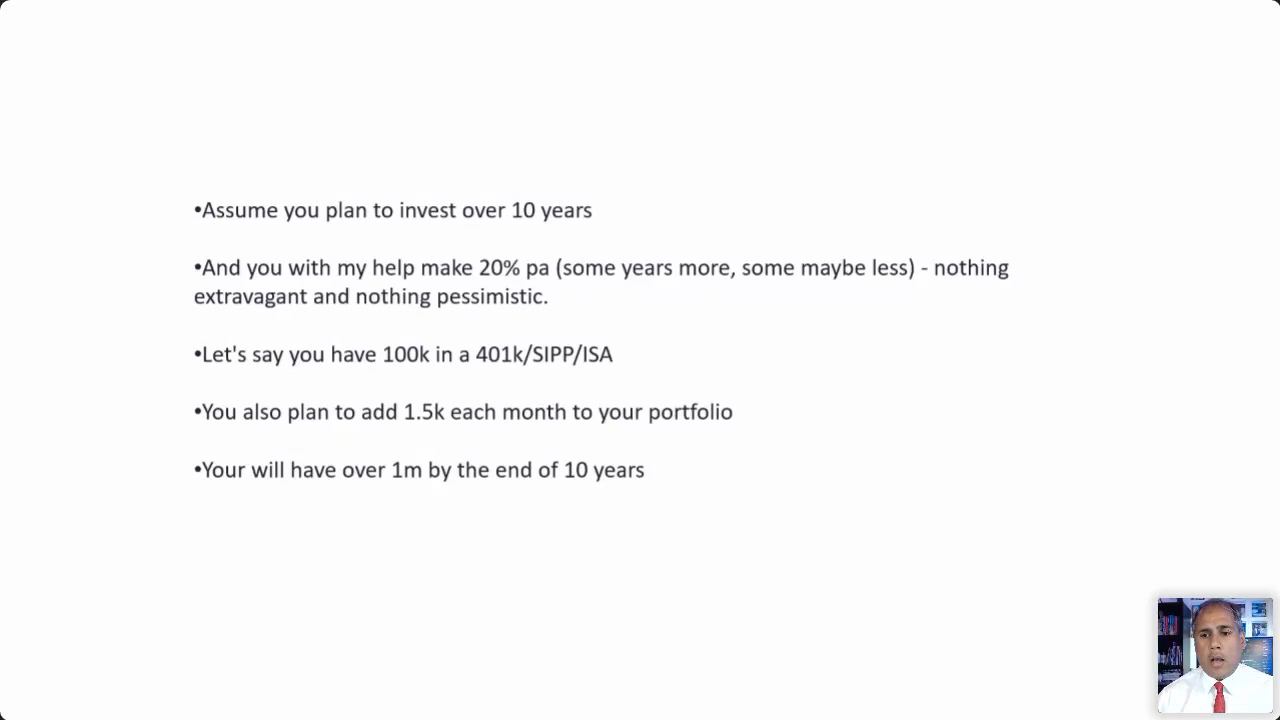 •Assume you plan to invest over 10 years
•And you with my help make 20% pa (some years more, some maybe less) - nothing
extravagant and nothing pessimistic.
•Let's say you have 100k in a 401k/SIPP/ISA
•You also plan to add 1.5k each month to your portfolio
•Your will have over 1m by the end of 10 years